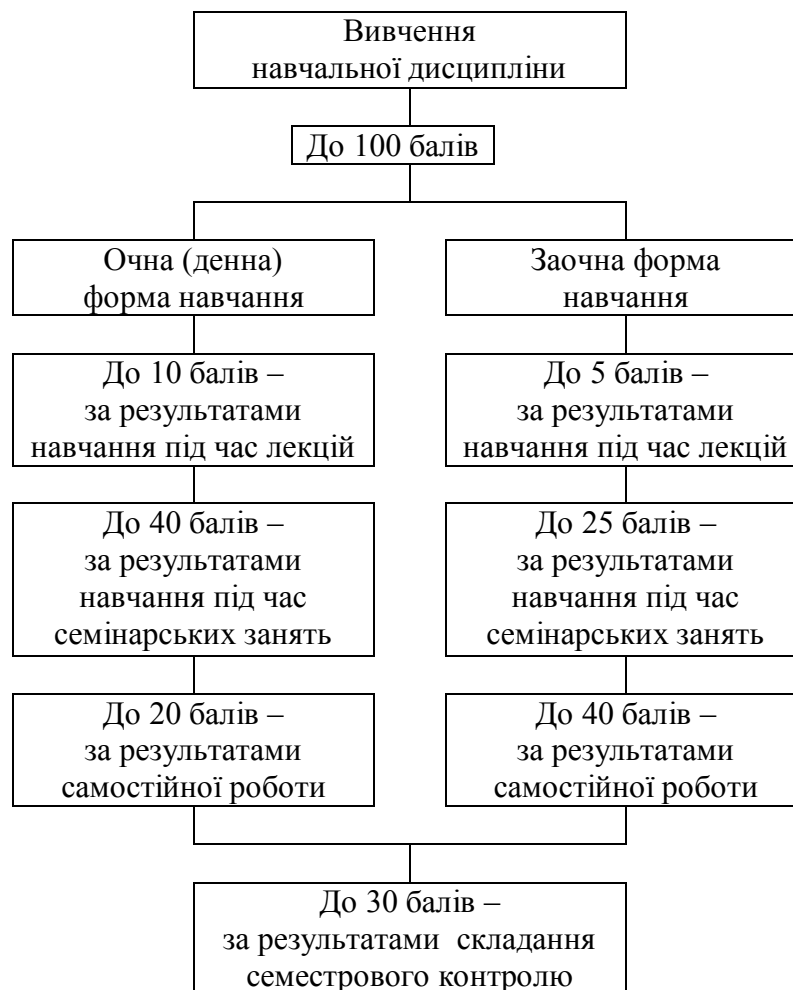 Вивчення
навчальної дисципліни
До 100 балів
Очна (денна)
форма навчання
До 10 балів –
за результатами
навчання під час лекцій
До 40 балів –
за результатами
навчання під час
семінарських занять
До 20 балів –
за результатами
самостійної роботи
Заочна форма
навчання
До 5 балів –
за результатами
навчання під час лекцій
До 25 балів –
за результатами
навчання під час
семінарських занять
До 40 балів –
за результатами
самостійної роботи
До 30 балів –
за результатами складання
семестрового контролю